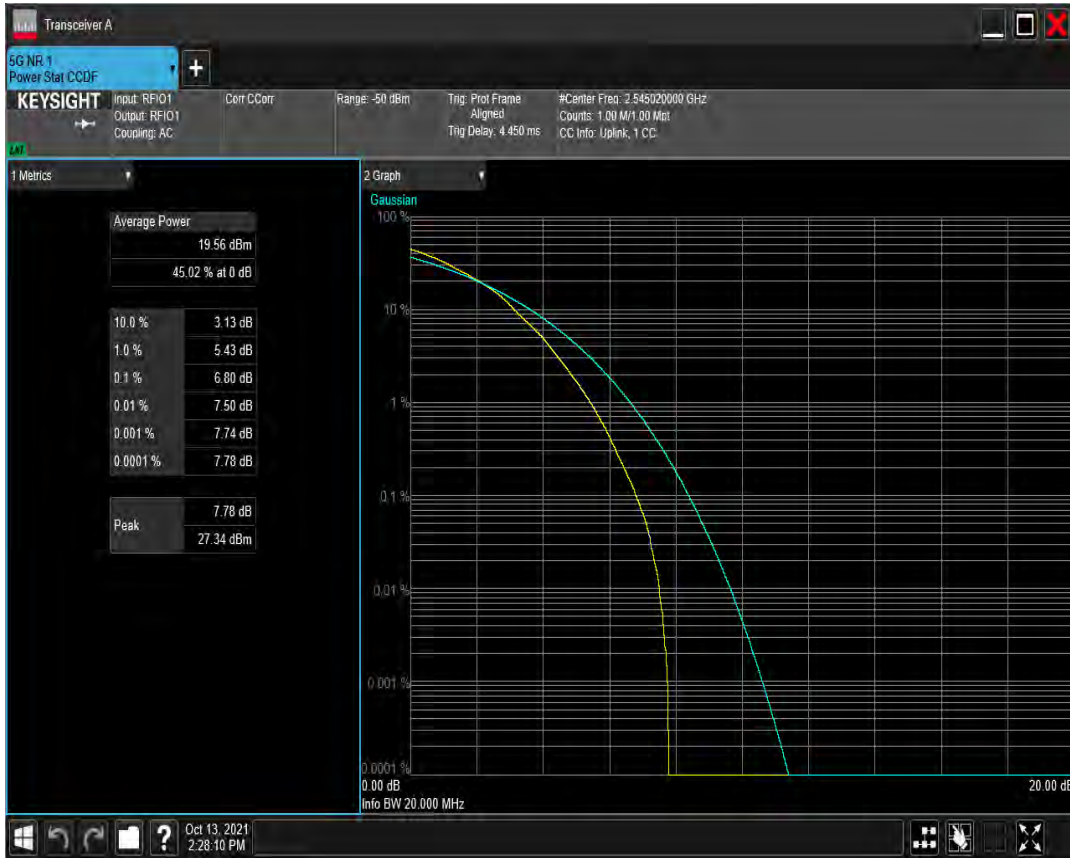 Transceiver A
5G NR 1
Power Stat CCDF
+
KEYSIGHT
Input: RFIO1
Output: RFIO1
Coupling: AC
Corr CCorr
Range: -50 dBm
Trig: Prot Frame
Aligned
Trig Delay: 4.450 ms
#Center Freq: 2.545020000 GHz
Counts: 1.00 M/1.00 Mpt
CC Info: Uplink, 1 CC
1 Metrics
Average Power
19.56 dBm
45.02 % at 0 dB
10.0 % 3.13 dB
1.0 % 5.43 dB
0.1 % 6.80 dB
0.01 % 7.50 dB
0.001 % 7.74 dB
0.0001 % 7.78 dB
Peak
7.78 dB
27.34 dBm
2 Graph
Gaussian
100 %
10 %
1 %
0.1 %
0.01 %
0.001 %
0.0001 %
0.00 dB
20.00 dB
Info BW 20.000 MHz
?
Oct 13, 2021
2:28:10 PM